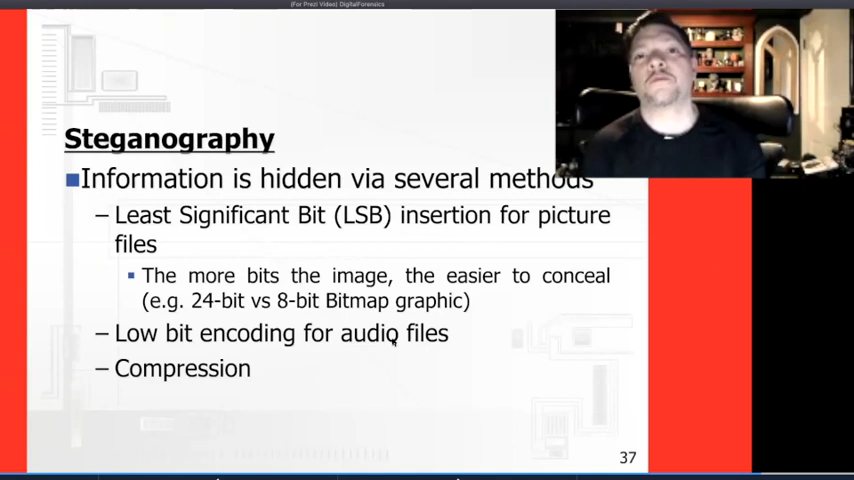 (For Prezi Video) DigitalForensics
Steganography
Information is hidden via several methods
– Least Significant Bit (LSB) insertion for picture
files
The more bits the image, the easier to conceal
(e.g. 24-bit vs 8-bit Bitmap graphic)
– Low bit encoding for audio files
– Compression
37